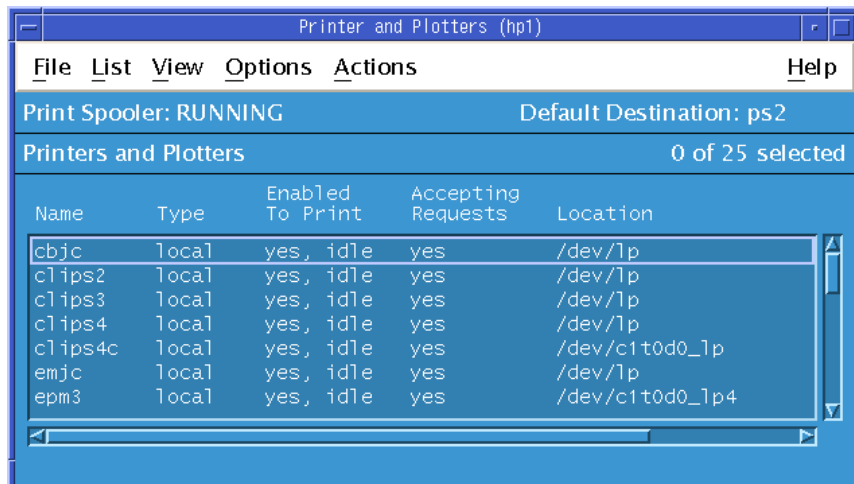 Printer and Plotters (hp1)
File List View Options Actions Help
Print Spooler: RUNNING Default Destination: ps2
Printers and Plotters 0 of 25 selected
Enabled Accepting
Name Type To Print Requests Location
cbjc local yes, idle yes /dev/lp
clips2 local yes, idle yes /dev/lp
clips3 local yes, idle yes /dev/lp
clips4 local yes, idle yes /dev/lp
clips4c local yes, idle yes /dev/c1t0d0_lp
emjc local yes, idle yes /dev/lp
epm3 local yes, idle yes /dev/c1t0d0_lp4